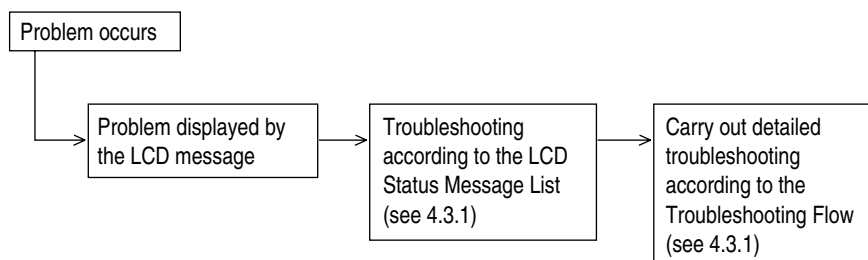 Problem occurs
Problem displayed by
the LCD message
Troubleshooting
according to the LCD
Status Message List
(see 4.3.1)
Carry out detailed
troubleshooting
according to the
Troubleshooting Flow
(see 4.3.1)